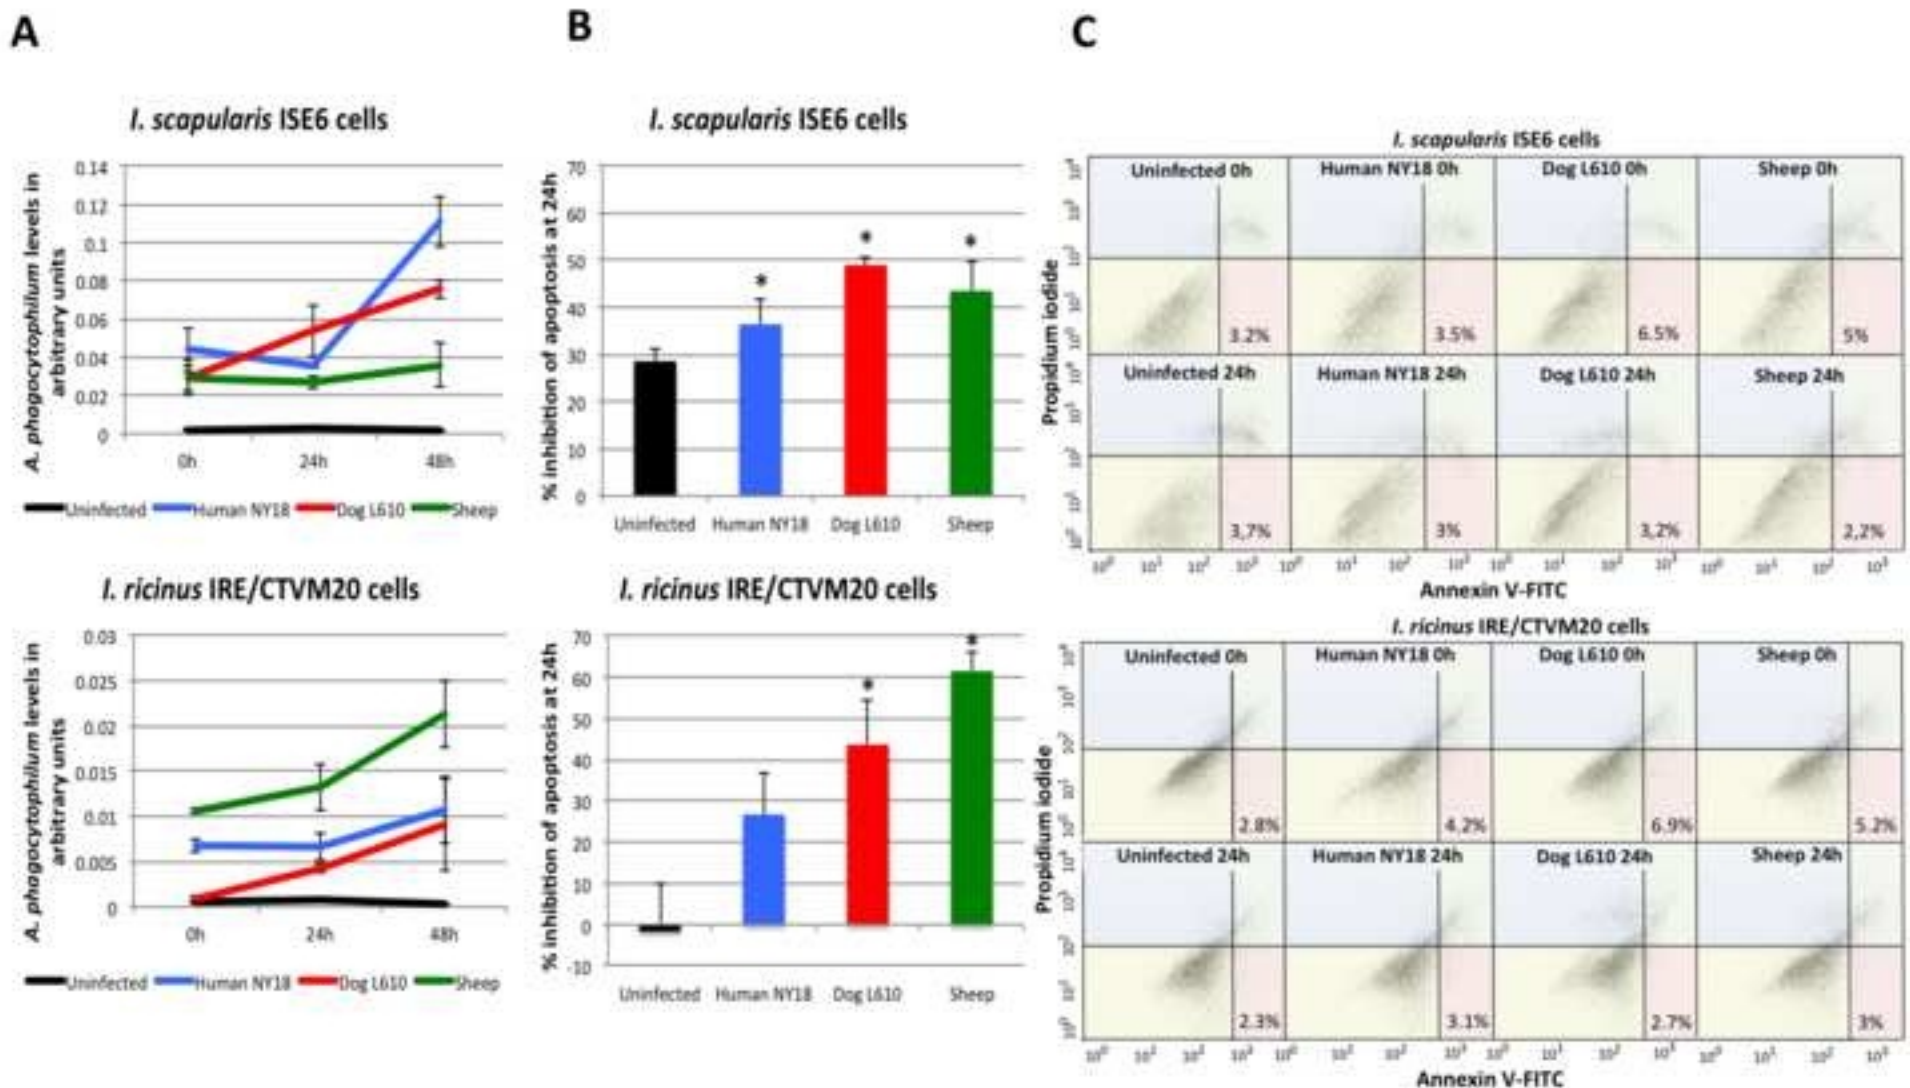 A
B
C
I. scapularis ISE6 cells
A. phagocytophilum levels in
arbitrary units
0.14
0.12
0.1
0.08
0.06
0.04
0.02
0
0h 24h 48h
Uninfected Human NY18 Dog L610 Sheep
I. ricinus IRE/CTVM20 cells
A. phagocytophilum levels in
arbitrary units
0.03
0.025
0.02
0.015
0.01
0.005
0
0h 24h 48h
Uninfected Human NY18 Dog L610 Sheep
I. scapularis ISE6 cells
% inhibition of apoptosis at 24h
70
60
50
40
30
20
10
0
* * *
Uninfected Human NY18 Dog L610 Sheep
I. ricinus IRE/CTVM20 cells
% inhibition of apoptosis at 24h
70
60
50
40
30
20
10
0
-10
* *
Uninfected Human NY18 Dog L610 Sheep
I. scapularis ISE6 cells
Propidium iodide
Uninfected 0h Human NY18 0h Dog L610 0h Sheep 0h
3.2% 3.5% 6.5% 5%
Uninfected 24h Human NY18 24h Dog L610 24h Sheep 24h
3,7% 3% 3,2% 2,2%
Annexin V-FITC
I. ricinus IRE/CTVM20 cells
Propidium iodide
Uninfected 0h Human NY18 0h Dog L610 0h Sheep 0h
2.8% 4.2% 6.9% 5.2%
Uninfected 24h Human NY18 24h Dog L610 24h Sheep 24h
2.3% 3.1% 2.7% 3%
Annexin V-FITC